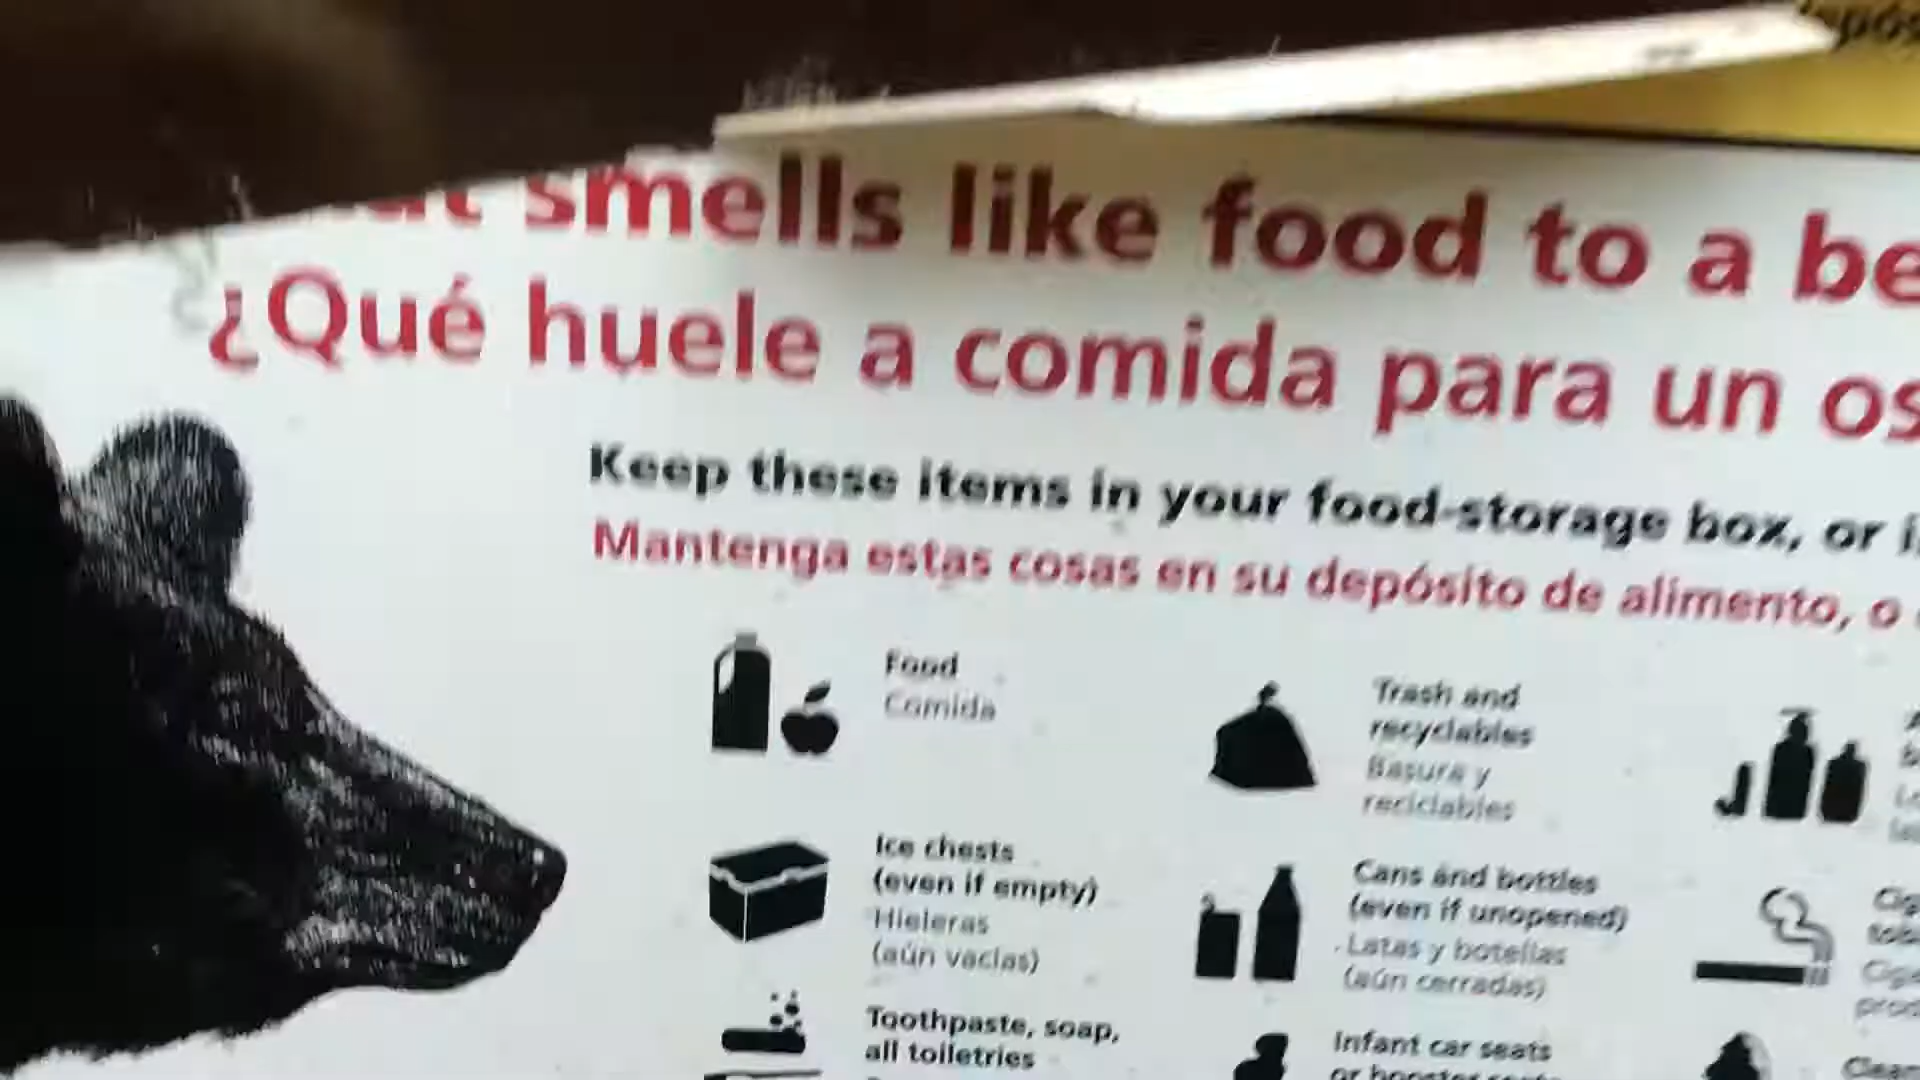 smells like food to a
¿Qué huele a comida para un
Keep these items in your food-storage box, or
Mantenga estas cosas en su depósito de alimento, o
Food
Comida
Trash and
recyclables
Basura y
reciclables
Ice chests
(even if empty)
Hieleras
(aún vacías)
Cans and bottles
(even if unopened)
Latas y botellas
(aún cerradas)
Toothpaste, soap,
all toiletries
Infant car seats
or booster seats